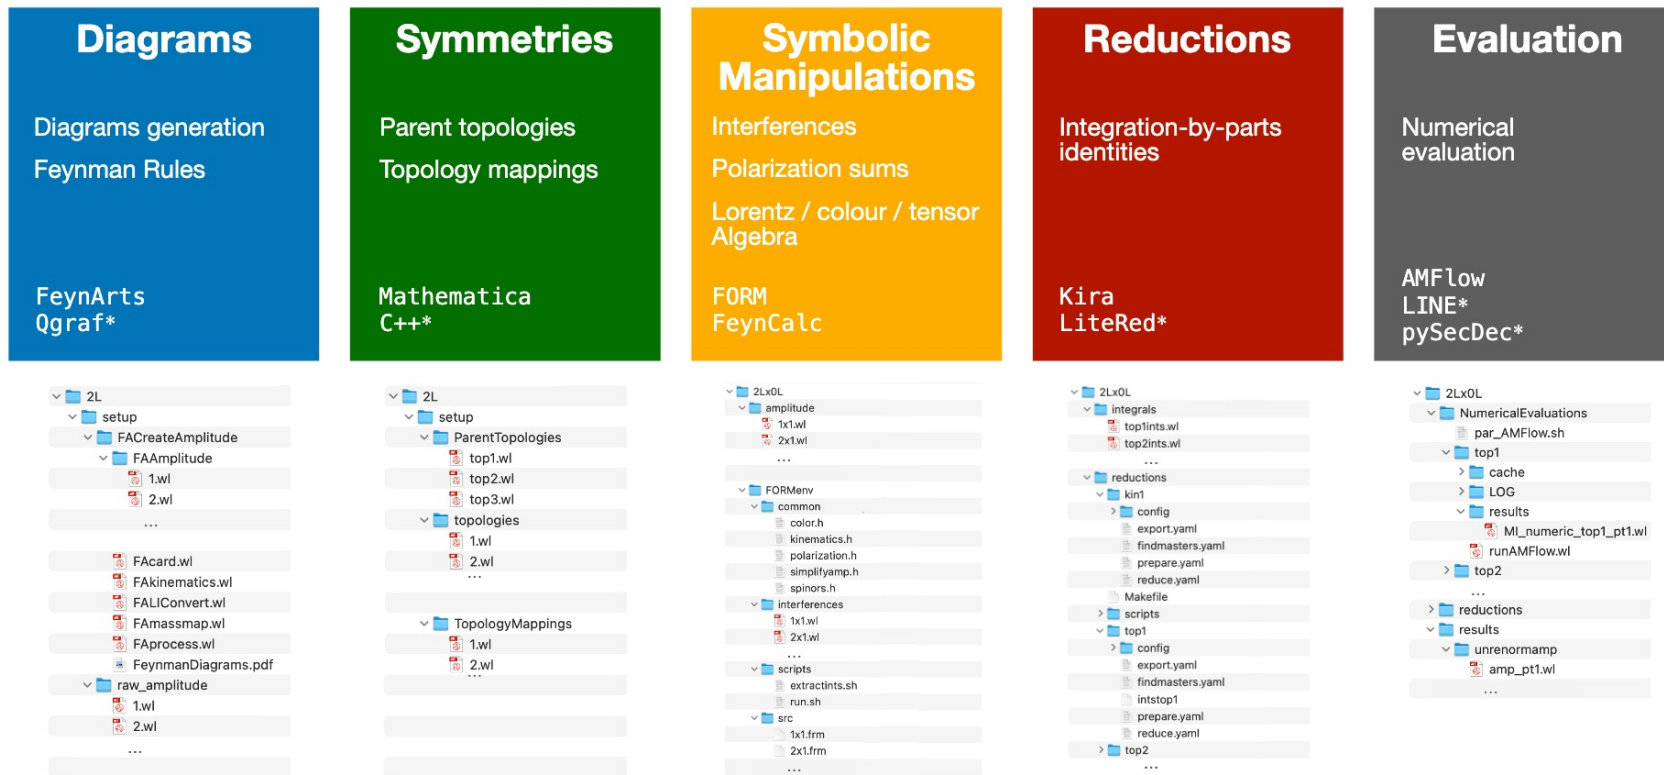 Diagrams
Diagrams generation
Feynman Rules
FeynArts
Qgraf*
Symmetries
Parent topologies
Topology mappings
Mathematica
C++*
Symbolic
Manipulations
Interferences
Polarization sums
Lorentz / colour / tensor
Algebra
FORM
FeynCalc
Reductions
Integration-by-parts
identities
Kira
LiteRed*
Evaluation
Numerical
evaluation
AMFlow
LINE*
pySecDec*
2L
setup
FACreateAmplitude
FAAmplitude
1.wl
2.wl
...
FAcard.wl
FAkinematics.wl
FALIConvert.wl
FAmassmap.wl
FAprocess.wl
FeynmanDiagrams.pdf
raw_amplitude
1.wl
2.wl
...
2L
setup
ParentTopologies
top1.wl
top2.wl
top3.wl
topologies
1.wl
2.wl
...
TopologyMappings
1.wl
2.wl
...
2Lx0L
amplitude
1x1.wl
2x1.wl
...
FORMenv
common
color.h
kinematics.h
polarization.h
simplifyamp.h
spinors.h
interferences
1x1.wl
2x1.wl
...
scripts
extractints.sh
run.sh
src
1x1.frm
2x1.frm
...
2Lx0L
integrals
top1ints.wl
top2ints.wl
...
reductions
kin1
config
export.yaml
findmasters.yaml
prepare.yaml
reduce.yaml
Makefile
scripts
top1
config
export.yaml
findmasters.yaml
intstop1
prepare.yaml
reduce.yaml
top2
...
2Lx0L
NumericalEvaluations
par_AMFlow.sh
top1
cache
LOG
results
MI_numeric_top1_pt1.wl
runAMFlow.wl
top2
...
reductions
results
unrenormamp
amp_pt1.wl
...